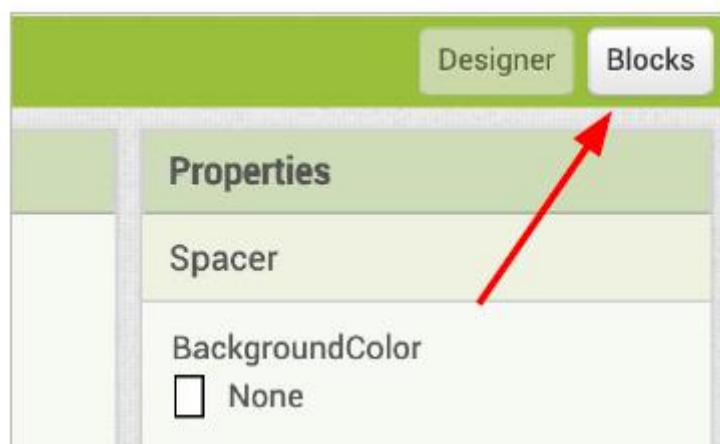 Designer Blocks
Properties
Spacer
BackgroundColor
None